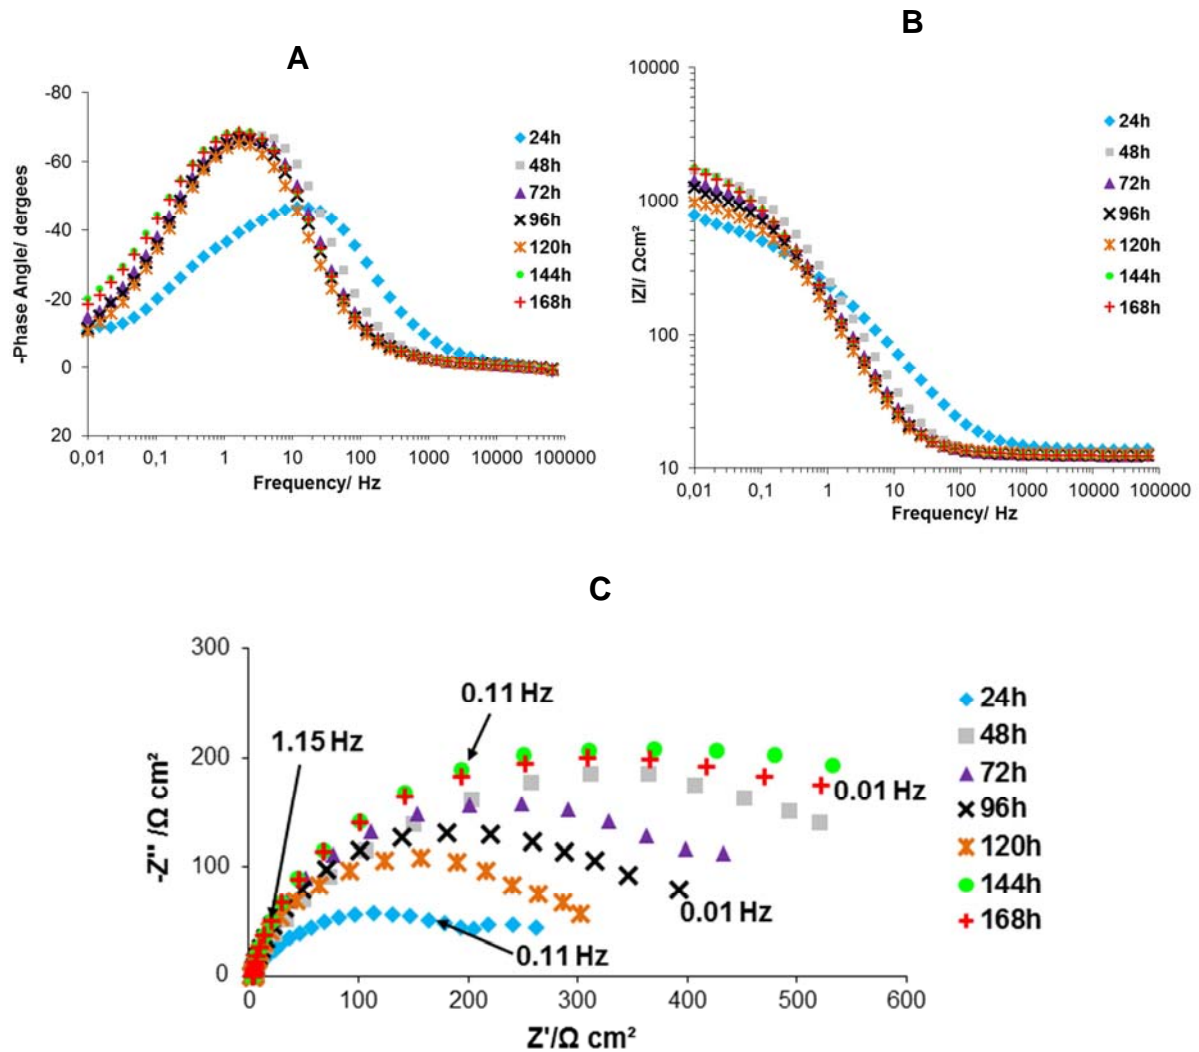 A
-Phase Angle/ dergees
-80
-60
-40
-20
0
20
0,01 0,1 1 10 100 1000 10000 100000
Frequency/ Hz
24h
48h
72h
96h
120h
144h
168h
B
|Z|/ Ωcm²
10000
1000
100
10
0,01 0,1 1 10 100 1000 10000 100000
Frequency/ Hz
24h
48h
72h
96h
120h
144h
168h
C
-Z'' /Ω cm²
300
200
100
0
0 100 200 300 400 500 600
Z'/Ω cm²
0.11 Hz
1.15 Hz
0.01 Hz
0.01 Hz
0.11 Hz
24h
48h
72h
96h
120h
144h
168h